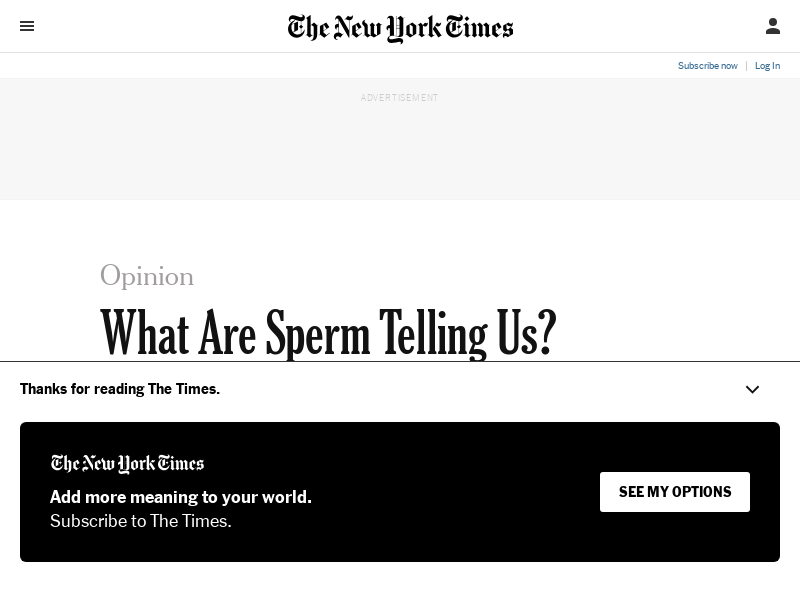 The New York Times
Subscribe now
Log In
ADVERTISEMENT
Opinion
What Are Sperm Telling Us?
Thanks for reading The Times.
The New York Times
Add more meaning to your world.
Subscribe to The Times.
SEE MY OPTIONS